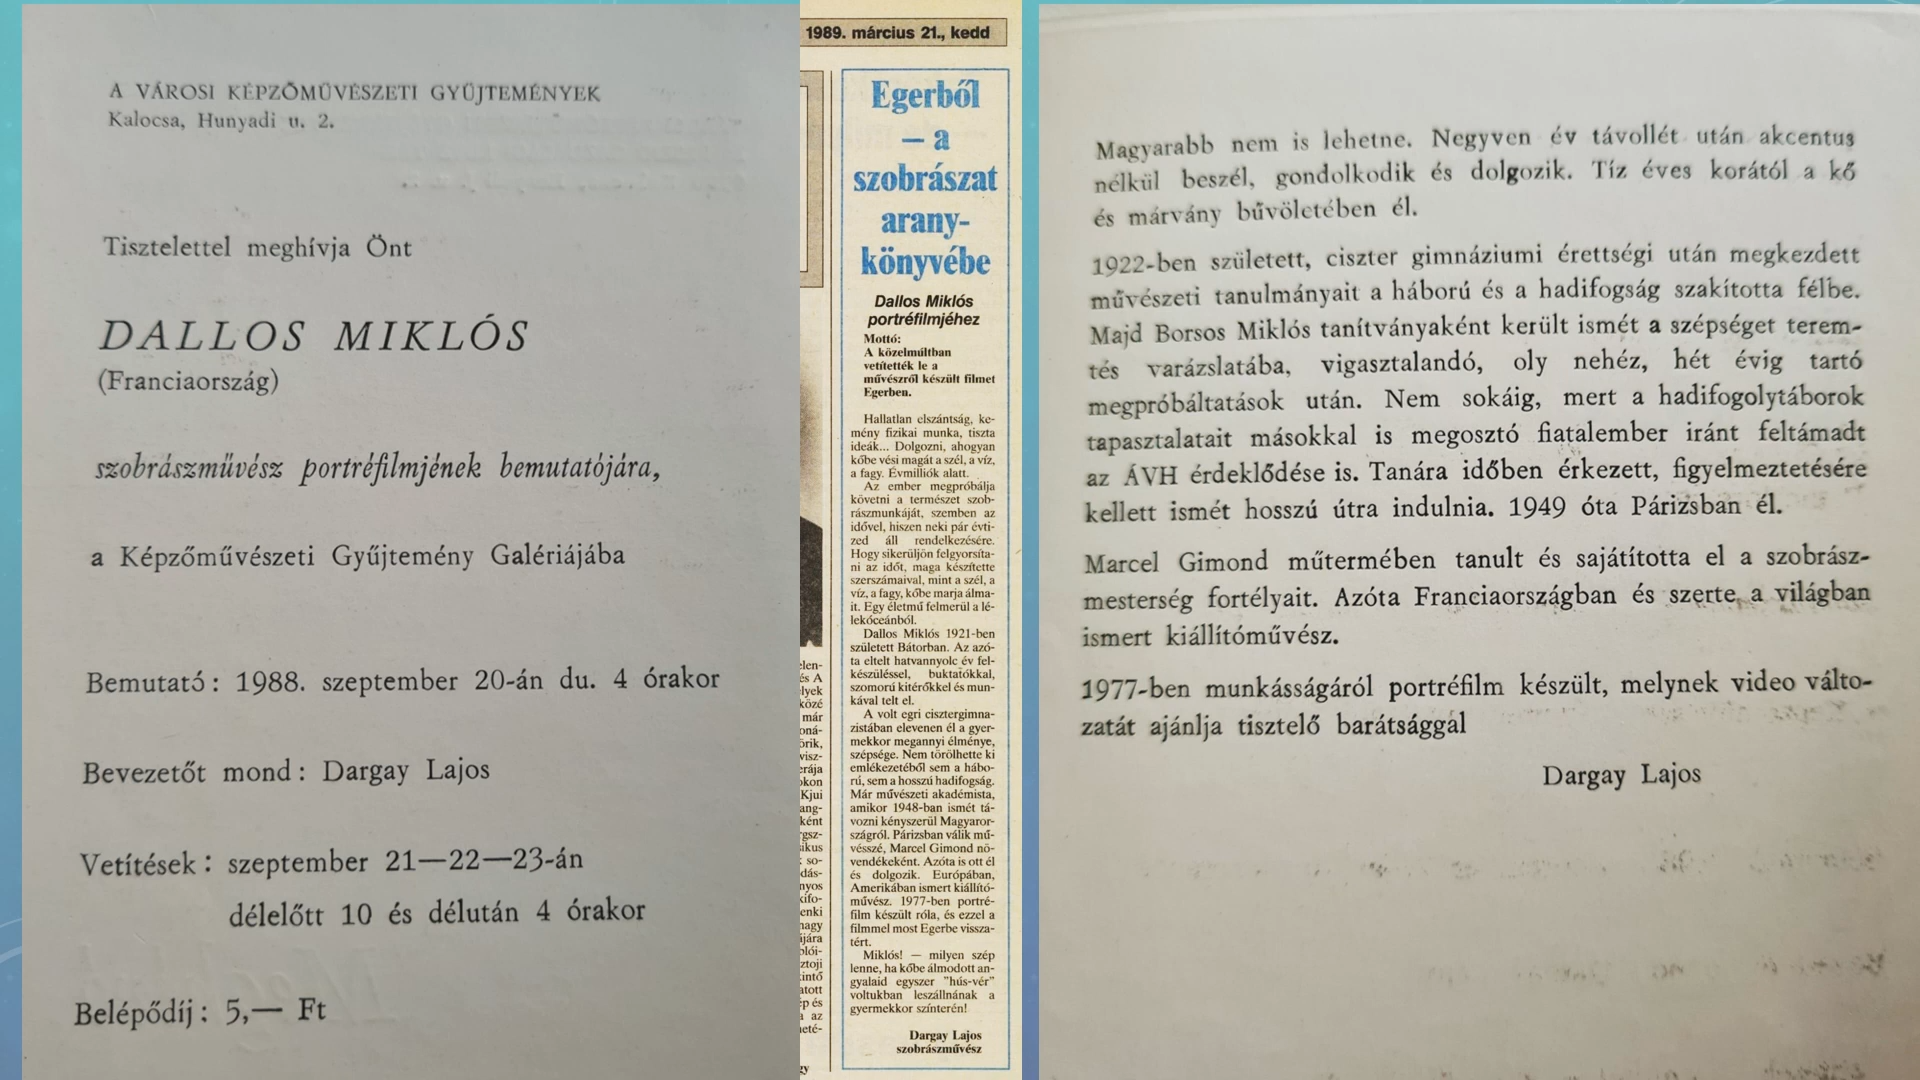 A VÁROSI KÉPZŐMŰVÉSZETI GYŰJTEMÉNYEK
Kalocsa, Hunyadi u. 2.
Tisztelettel meghívja Önt
DALLOS MIKLÓS
(Franciaország)
szobrászművész portréfilmjének bemutatójára,
a Képzőművészeti Gyűjtemény Galériájába
Bemutató: 1988. szeptember 20-án du. 4 órakor
Bevezetőt mond: Dargay Lajos
Vetítések: szeptember 21—22—23-án
délelőtt 10 és délután 4 órakor
Belépődíj: 5,— Ft
1989. március 21., kedd
Egerből
– a
szobrászat
arany-
könyvébe
Dallos Miklós
portréfilmjéhez
Mottó:
A közelmúltban
vetítették le a
művészről készült filmet
Egerben.
Hallatlan elszántság, ke-
mény fizikai munka, tiszta
ideák... Dolgozni, ahogyan
kőbe vési magát a szél, a víz,
a fagy. Évmilliók alatt.
Az ember megpróbálja
követni a természet szob-
rászmunkáját, szemben az
idővel, hiszen neki pár évti-
zed áll rendelkezésére.
Hogy sikerüljön felgyorsíta-
ni az időt, maga készítette
szerszámaival, mint a szél, a
víz, a fagy, kőbe marja álma-
it. Egy életmű felmerül a lé-
lekóceánból.
Dallos Miklós 1921-ben
született Bátorban. Az azó-
ta eltelt hatvannyolc év fel-
készüléssel, buktatókkal,
szomorú kitérőkkel és mun-
kával telt el.
A volt egri cisztergimna-
zistában elevenen él a gyer-
mekkor megannyi élménye,
szépsége. Nem törölhette ki
emlékezetéből sem a hábo-
rú, sem a hosszú hadifogság.
Már művészeti akadémista,
amikor 1948-ban ismét tá-
vozni kényszerül Magyaror-
szágról. Párizsban válik mű-
vésszé, Marcel Gimond nö-
vendékeként. Azóta is ott él
és dolgozik. Európában,
Amerikában ismert kiállító-
művész. 1977-ben portré-
film készült róla, és ezzel a
filmmel most Egerbe vissza-
tért.
Miklós! — milyen szép
lenne, ha kőbe álmodott an-
gyalaid egyszer "hús-vér"
voltukban leszállnának a
gyermekkor színterén!
Dargay Lajos
szobrászművész
Magyarabb nem is lehetne. Negyven év távollét után akcentus
nélkül beszél, gondolkodik és dolgozik. Tíz éves korától a kő
és márvány bűvöletében él.
1922-ben született, ciszter gimnáziumi érettségi után megkezdett
művészeti tanulmányait a háború és a hadifogság szakította félbe.
Majd Borsos Miklós tanítványaként került ismét a szépséget terem-
tés varázslatába, vigasztalandó, oly nehéz, hét évig tartó
megpróbáltatások után. Nem sokáig, mert a hadifogolytáborok
tapasztalatait másokkal is megosztó fiatalember iránt feltámadt
az ÁVH érdeklődése is. Tanára időben érkezett, figyelmeztetésére
kellett ismét hosszú útra indulnia. 1949 óta Párizsban él.
Marcel Gimond műtermében tanult és sajátította el a szobrász-
mesterség fortélyait. Azóta Franciaországban és szerte a világban
ismert kiállítóművész.
1977-ben munkásságáról portréfilm készült, melynek videoválto-
zatát ajánlja tisztelő barátsággal
Dargay Lajos